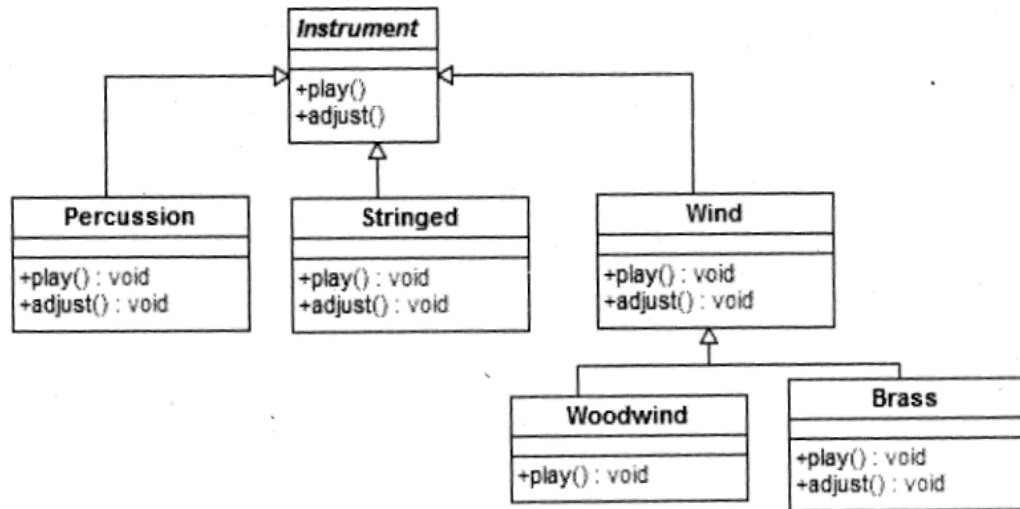 Instrument
+play()
+adjust()
Percussion
+play() : void
+adjust() : void
Stringed
+play() : void
+adjust() : void
Wind
+play() : void
+adjust() : void
Woodwind
+play() : void
Brass
+play() : void
+adjust() : void